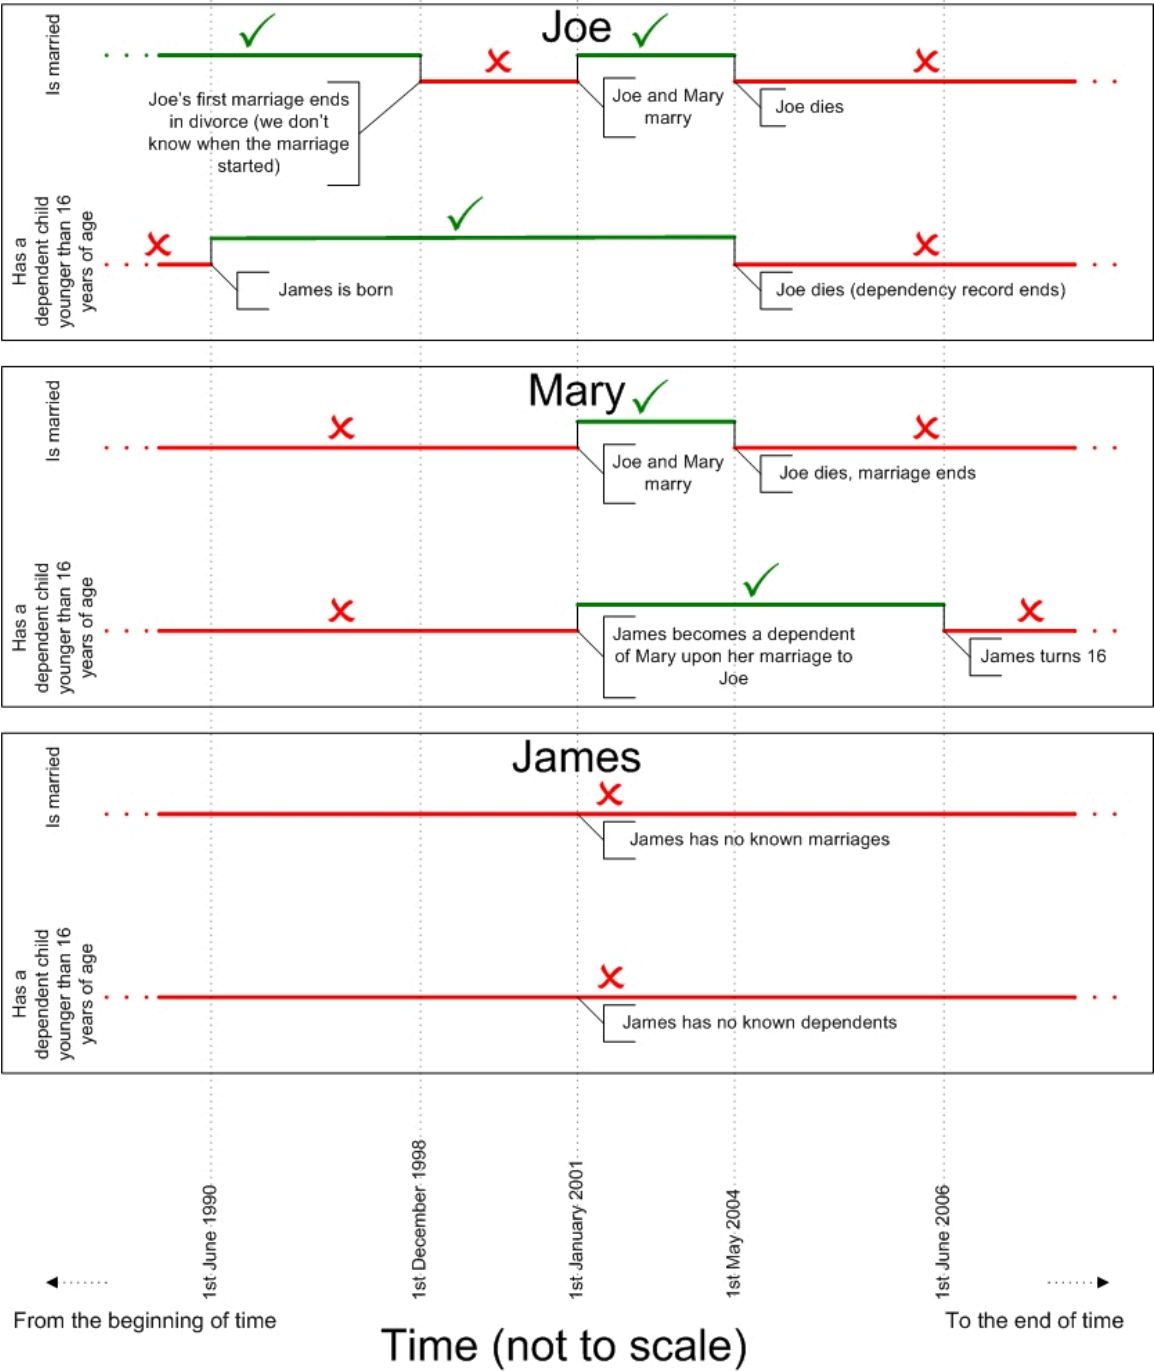 Joe
Is married
Joe's first marriage ends
in divorce (we don't
know when the marriage
started)
Joe and Mary
marry
Joe dies
Has a
dependent child
younger than 16
years of age
James is born
Joe dies (dependency record ends)
Mary
Is married
Joe and Mary
marry
Joe dies, marriage ends
Has a
dependent child
younger than 16
years of age
James becomes a dependent
of Mary upon her marriage to
Joe
James turns 16
James
Is married
James has no known marriages
Has a
dependent child
younger than 16
years of age
James has no known dependents
1st June 1990
1st December 1998
1st January 2001
1st May 2004
1st June 2006
From the beginning of time
To the end of time
Time (not to scale)